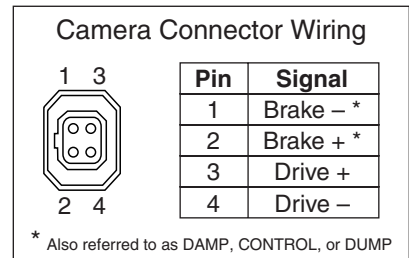 Camera Connector Wiring
1 3
2 4
Pin Signal
1 Brake – *
2 Brake + *
3 Drive +
4 Drive –
* Also referred to as DAMP, CONTROL, or DUMP